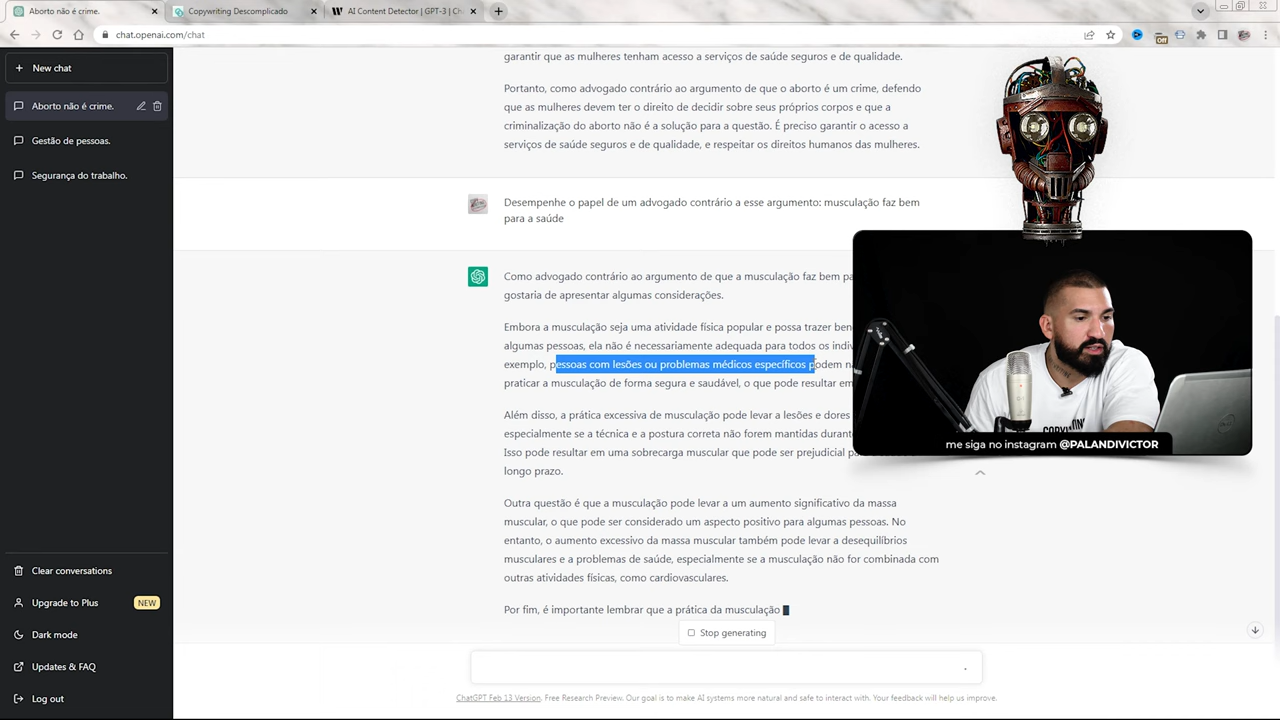 Aborto não é crime.
Copywriting Descomplicado
AI Content Detector | GPT-3 | Ch
chat.openai.com/chat
Off
New chat
Aborto não é crime.
Gestão de pessoas.
Segurança do trabalho.
garantir que as mulheres tenham acesso a serviços de saúde seguros e de qualidade.
Portanto, como advogado contrário ao argumento de que o aborto é um crime, defendo
que as mulheres devem ter o direito de decidir sobre seus próprios corpos e que a
criminalização do aborto não é a solução para a questão. É preciso garantir o acesso a
serviços de saúde seguros e de qualidade, e respeitar os direitos humanos das mulheres.
Desempenhe o papel de um advogado contrário a esse argumento: musculação faz bem
para a saúde
Como advogado contrário ao argumento de que a musculação faz bem
gostaria de apresentar algumas considerações.
Embora a musculação seja uma atividade física popular e possa trazer
algumas pessoas, ela não é necessariamente adequada para todos os
exemplo, pessoas com lesões ou problemas médicos específicos podem
praticar a musculação de forma segura e saudável, o que pode resultar em
Além disso, a prática excessiva de musculação pode levar a lesões e dores
especialmente se a técnica e a postura correta não forem mantidas
Isso pode resultar em uma sobrecarga muscular que pode ser prejudicial
longo prazo.
Outra questão é que a musculação pode levar a um aumento significativo da massa
muscular, o que pode ser considerado um aspecto positivo para algumas pessoas. No
entanto, o aumento excessivo da massa muscular também pode levar a desequilíbrios
musculares e a problemas de saúde, especialmente se a musculação não for combinada com
outras atividades físicas, como cardiovasculares.
Por fim, é importante lembrar que a prática da musculação
Stop generating
me siga no instagram @PALANDIVICTOR
Clear conversations
Upgrade to Plus NEW
Dark mode
Updates & FAQ
Log out
ChatGPT Feb 13 Version. Free Research Preview. Our goal is to make AI systems more natural and safe to interact with. Your feedback will help us improve.